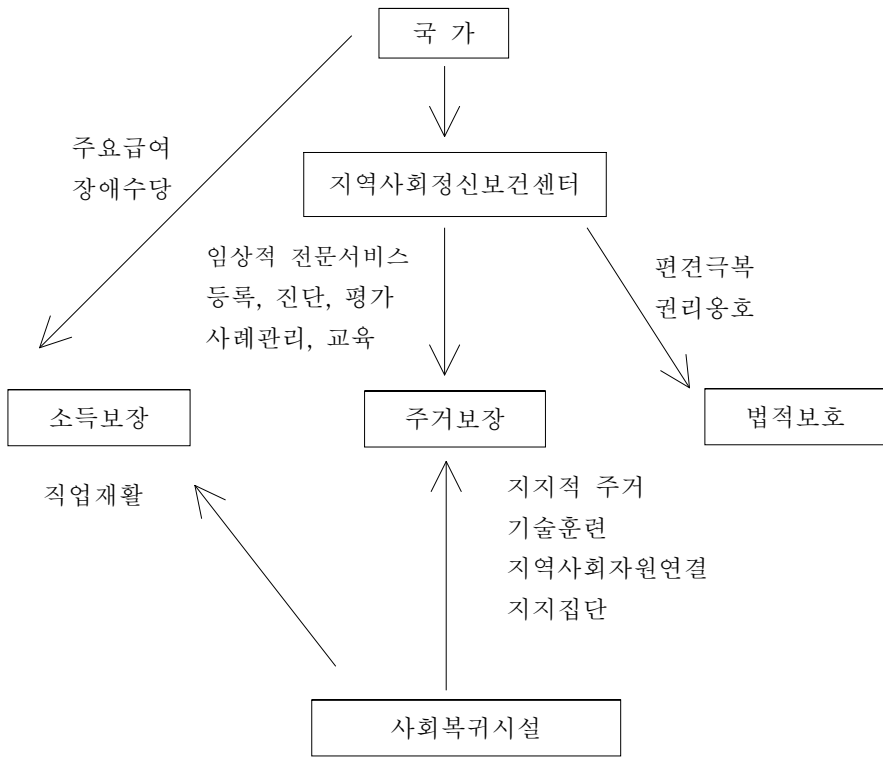 국 가
주요급여
장애수당
지역사회정신보건센터
임상적 전문서비스
등록, 진단, 평가
사례관리, 교육
편견극복
권리옹호
소득보장
주거보장
법적보호
직업재활
지지적 주거
기술훈련
지역사회자원연결
지지집단
사회복귀시설